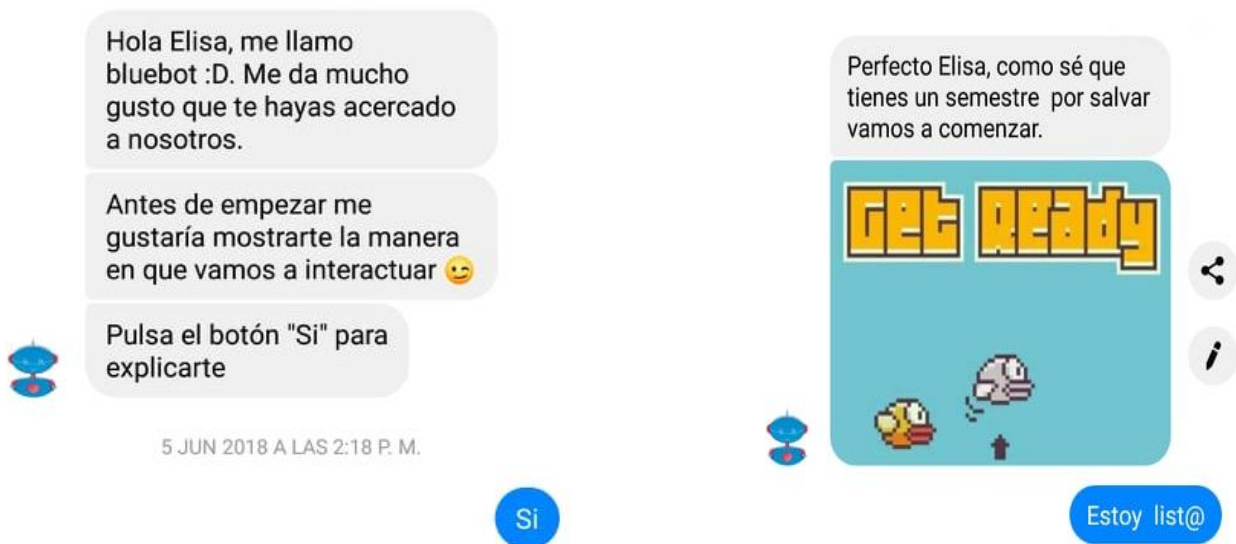 Hola Elisa, me llamo
bluebot :D. Me da mucho
gusto que te hayas acercado
a nosotros.
Antes de empezar me
gustaría mostrarte la manera
en que vamos a interactuar 😉
Pulsa el botón "Si" para
explicarte
5 JUN 2018 A LAS 2:18 P. M.
Si
Perfecto Elisa, como sé que
tienes un semestre por salvar
vamos a comenzar.
Get Ready
Estoy list@